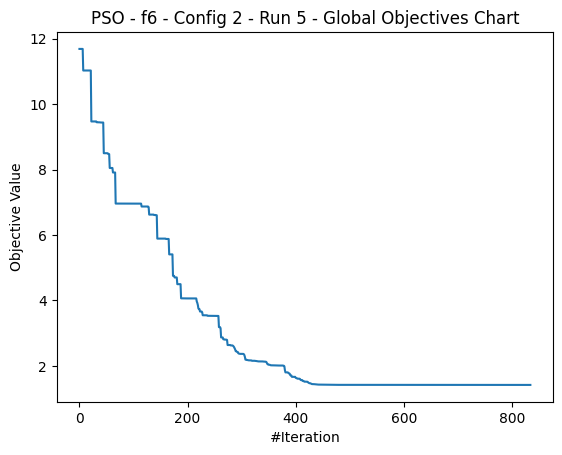 PSO - f6 - Config 2 - Run 5 - Global Objectives Chart
12
10
8
6
4
2
Objective Value
0 200 400 600 800
#Iteration